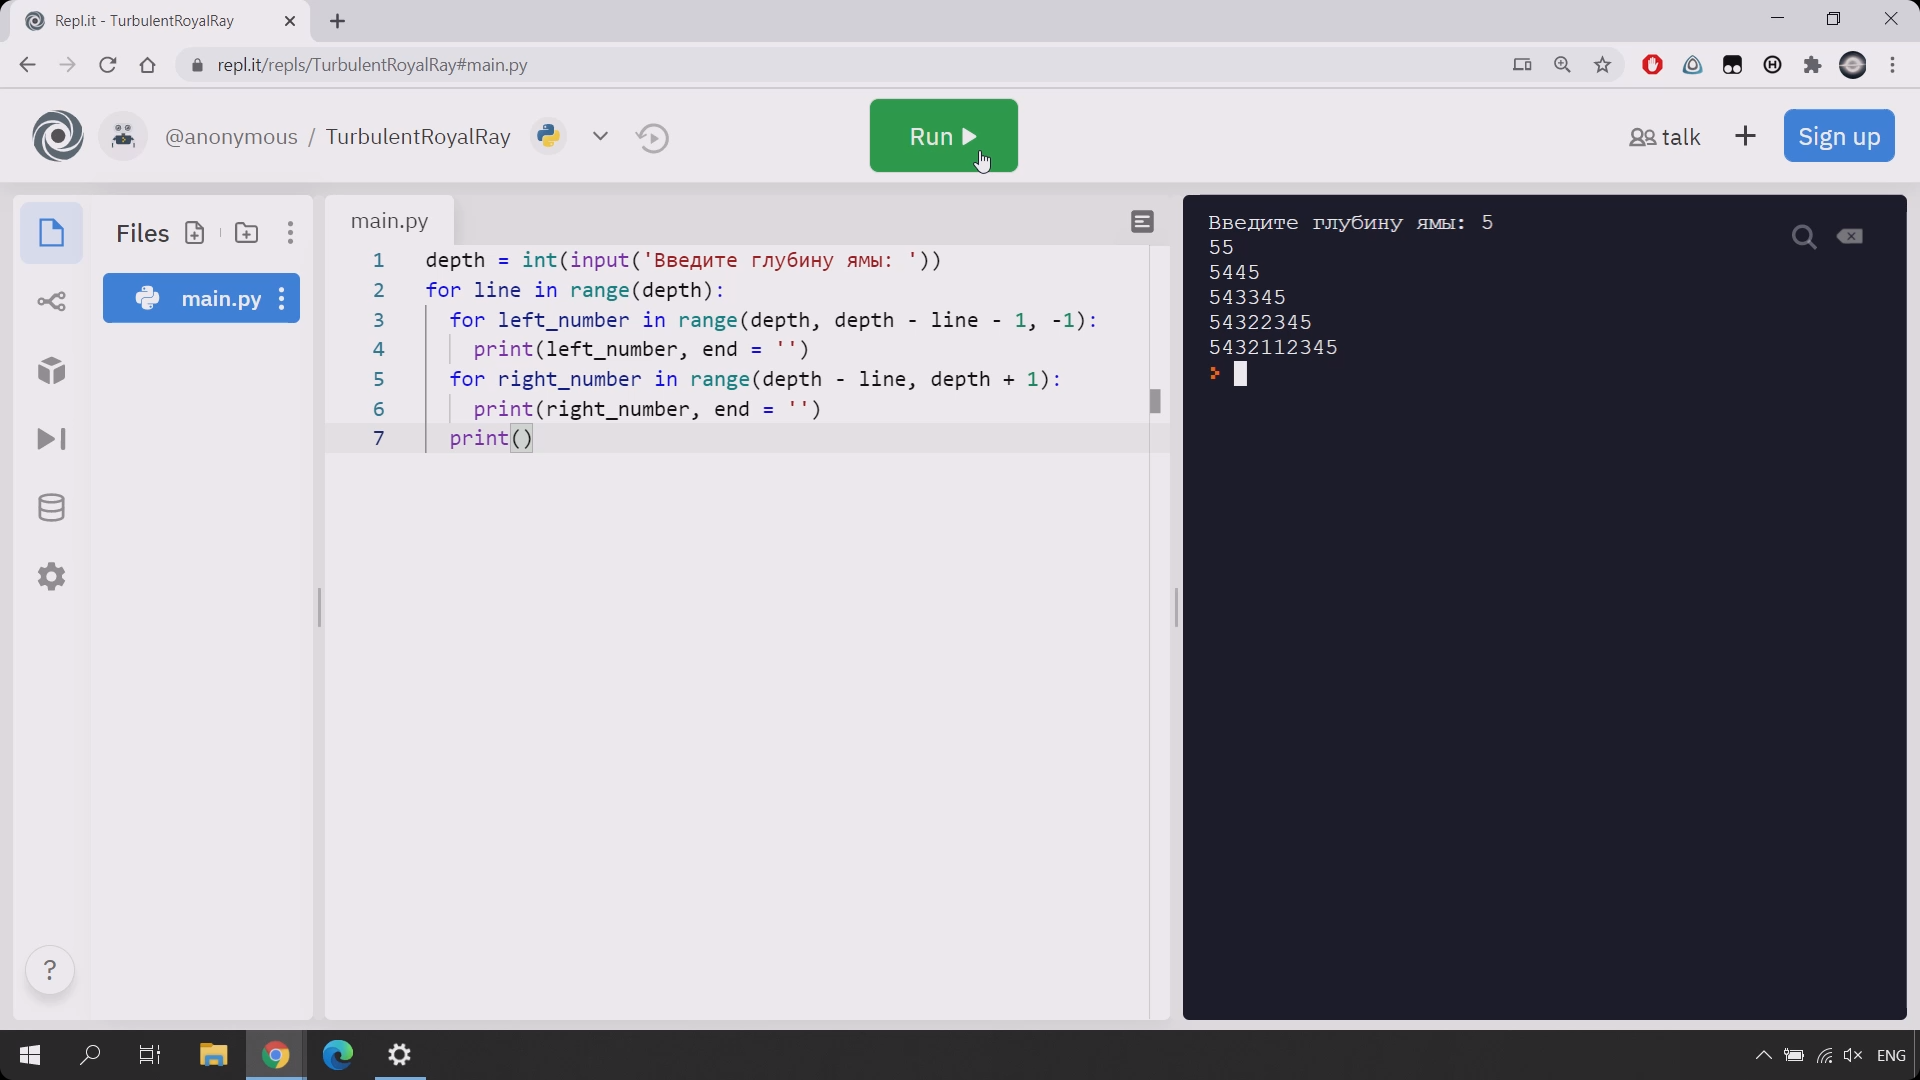 Repl.it - TurbulentRoyalRay
repl.it/repls/TurbulentRoyalRay#main.py
@anonymous / TurbulentRoyalRay
Run
talk
Sign up
Files
main.py
main.py
1 depth = int(input('Введите глубину ямы: '))
2 for line in range(depth):
3 for left_number in range(depth, depth - line - 1, -1):
4 print(left_number, end = '')
5 for right_number in range(depth - line, depth + 1):
6 print(right_number, end = '')
7 print()
Введите глубину ямы: 5
55
5445
543345
54322345
5432112345
?
ENG